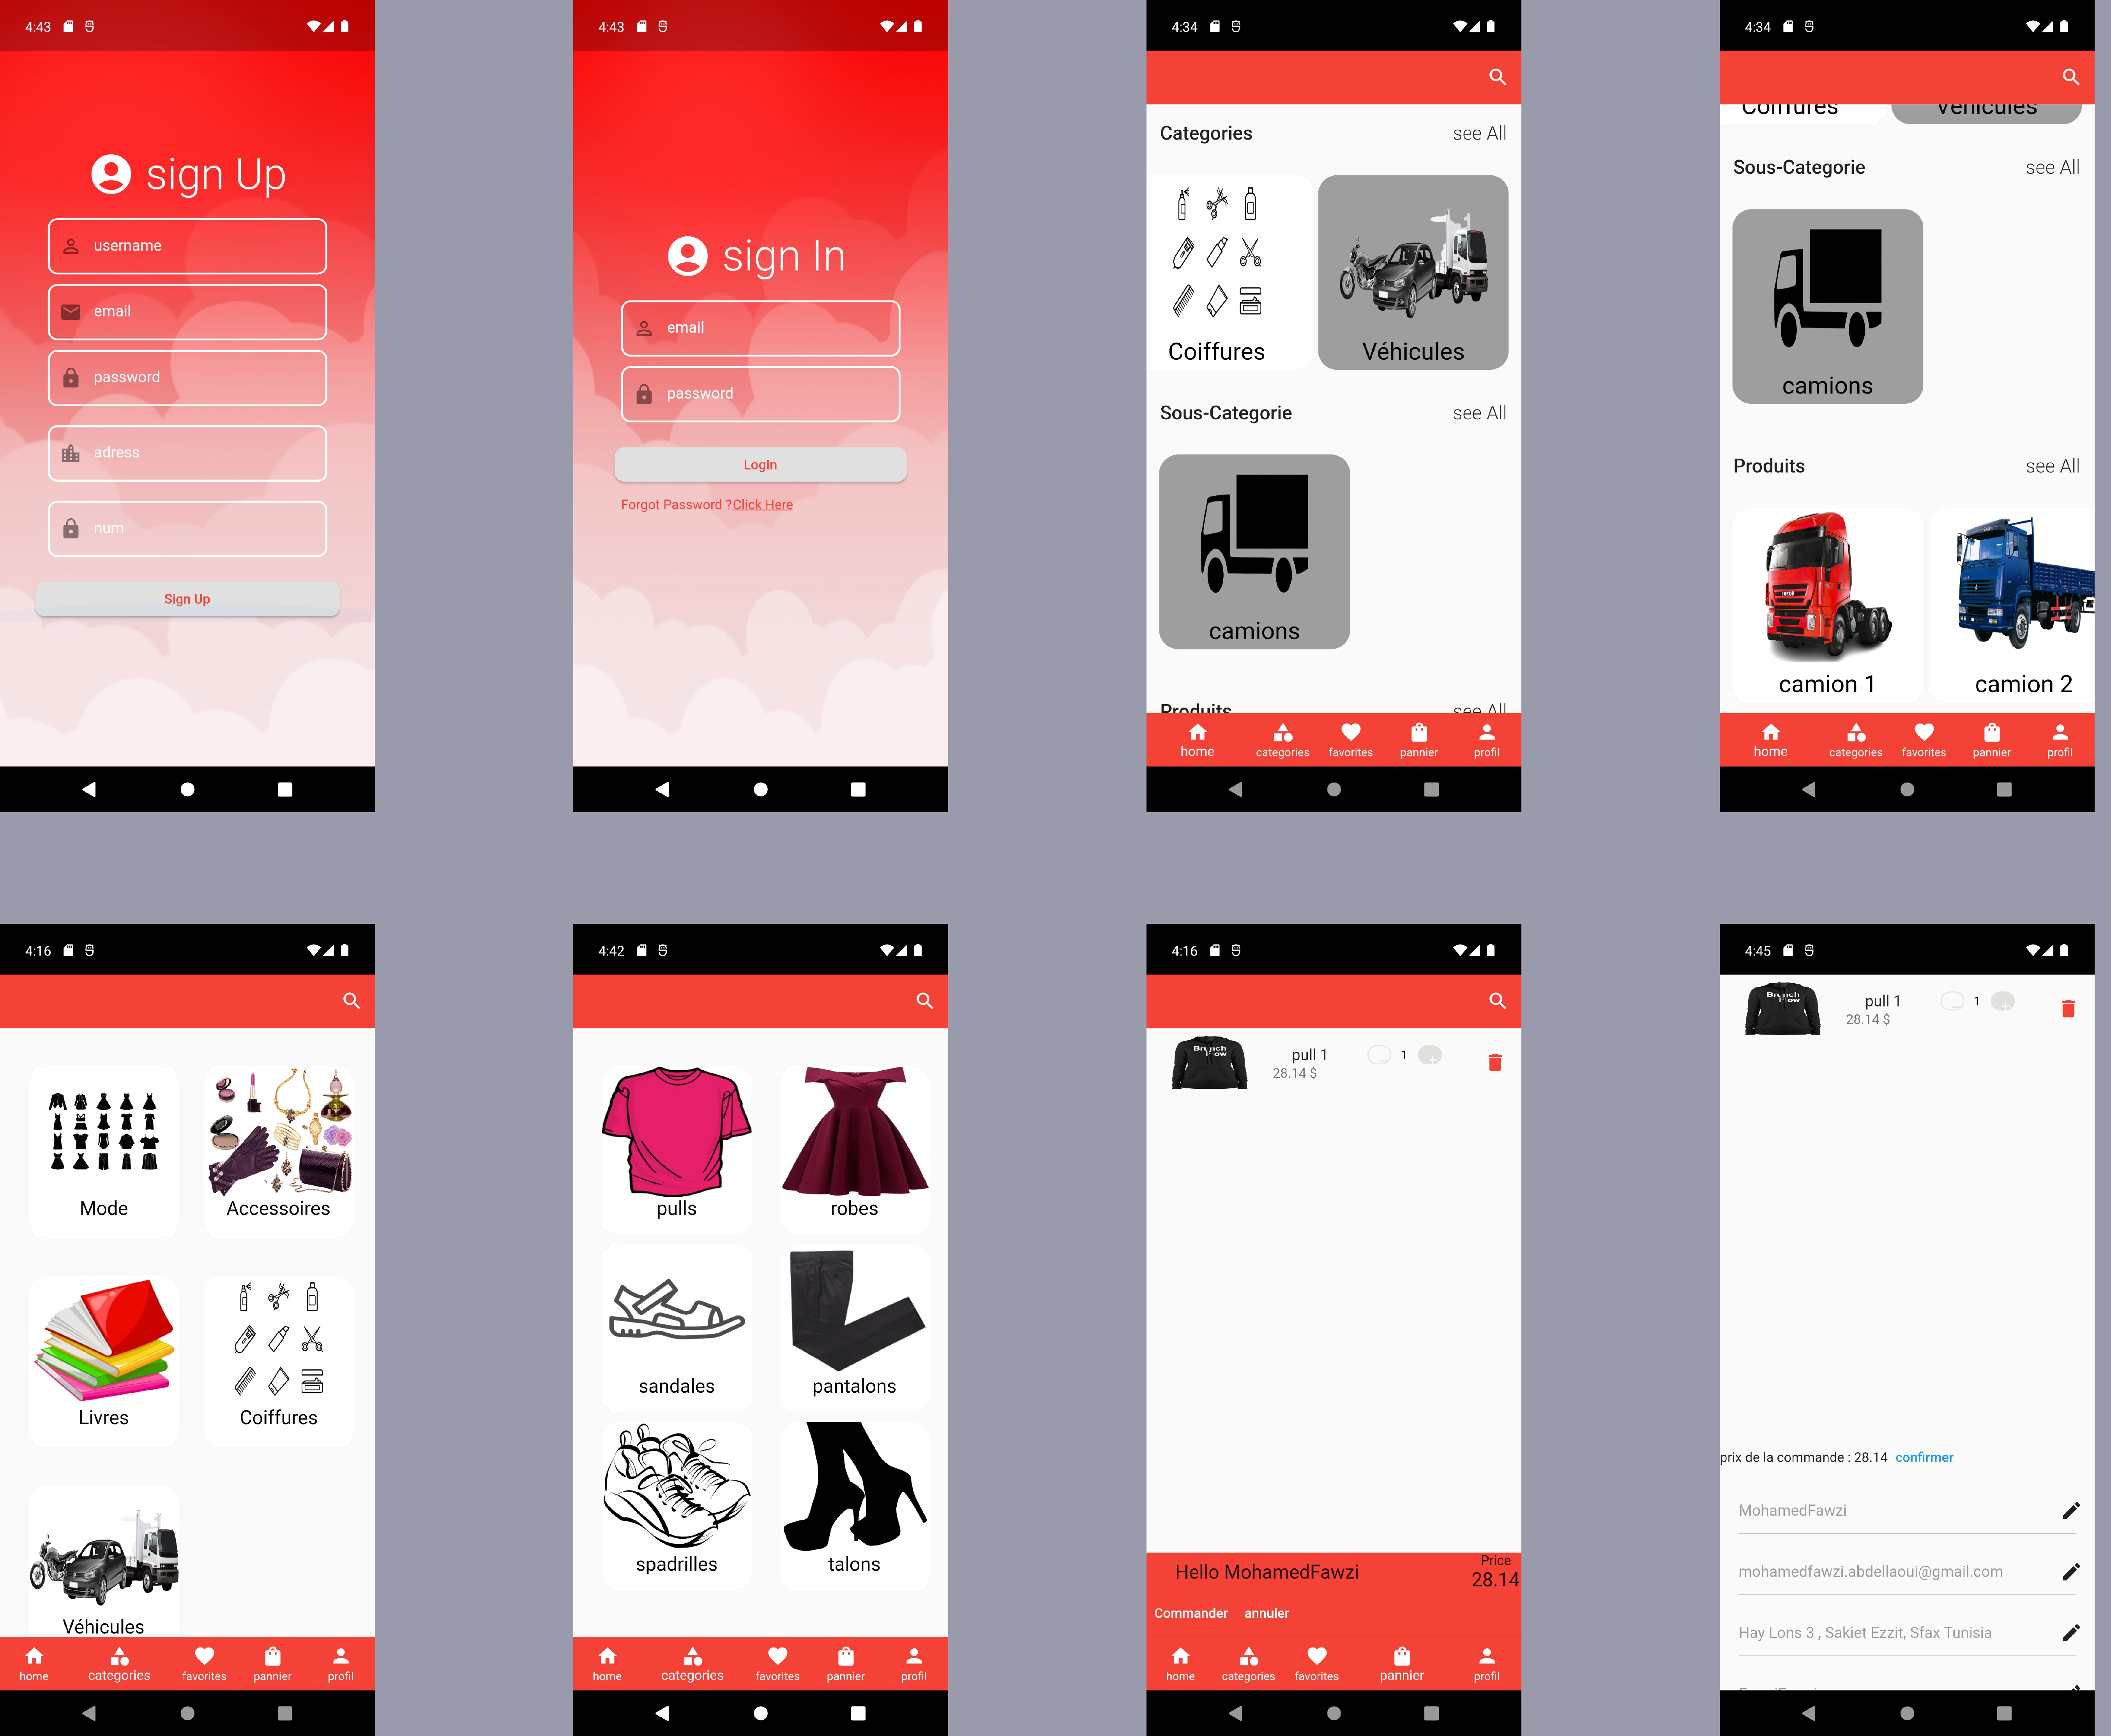 4:43
sign Up
username
email
password
adress
num
Sign Up
4:43
sign In
email
password
LogIn
Forgot Password ?Click Here
4:34
Categories see All
Coiffures Véhicules
Sous-Categorie see All
camions
Produits see All
home categories favorites pannier profil
4:34
Coiffures Véhicules
Sous-Categorie see All
camions
Produits see All
camion 1 camion 2
home categories favorites pannier profil
4:16
Mode Accessoires
Livres Coiffures
Véhicules
home categories favorites pannier profil
4:42
pulls robes
sandales pantalons
spadrilles talons
home categories favorites pannier profil
4:16
pull 1 1 +
28.14 $
Hello MohamedFawzi Price
28.14
Commander annuler
home categories favorites pannier profil
4:45
pull 1 1 +
28.14 $
prix de la commande : 28.14 confirmer
MohamedFawzi
mohamedfawzi.abdellaoui@gmail.com
Hay Lons 3 , Sakiet Ezzit, Sfax Tunisia